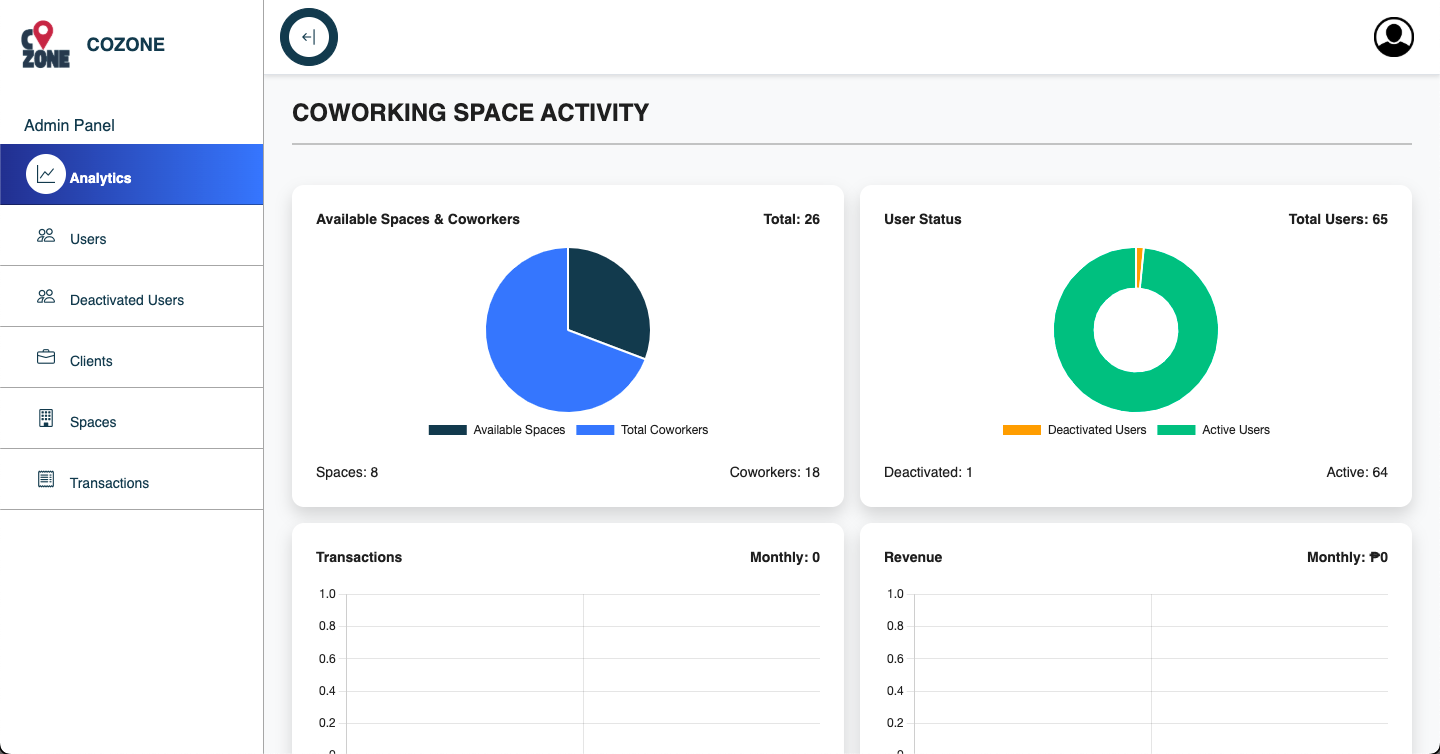 C ZONE
COZONE
Admin Panel
Analytics
Users
Deactivated Users
Clients
Spaces
Transactions
COWORKING SPACE ACTIVITY
Available Spaces & Coworkers Total: 26
Available Spaces Total Coworkers
Spaces: 8 Coworkers: 18
User Status Total Users: 65
Deactivated Users Active Users
Deactivated: 1 Active: 64
Transactions Monthly: 0
1.0
0.8
0.6
0.4
0.2
0
Revenue Monthly: ₱0
1.0
0.8
0.6
0.4
0.2
0